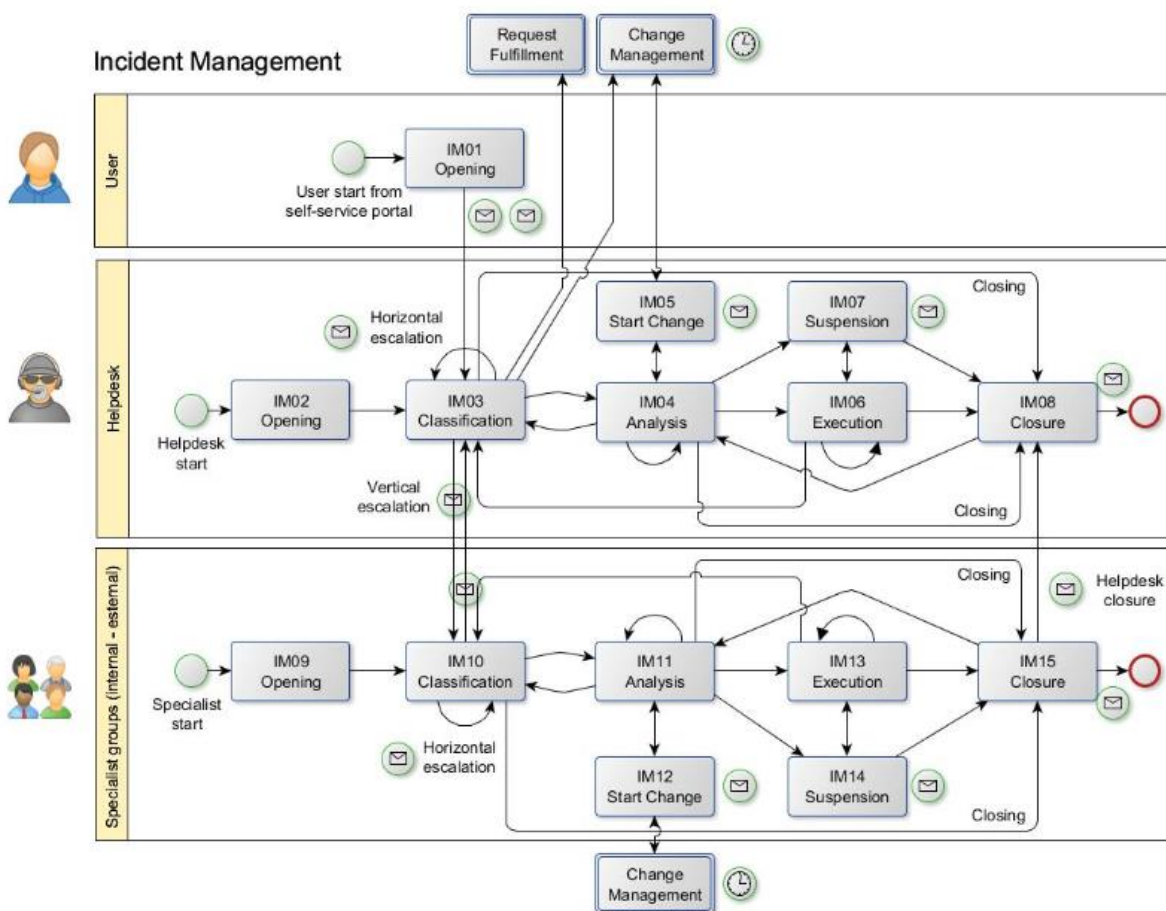 Incident Management
Request
Fulfillment
Change
Management
User
IM01
Opening
User start from
self-service portal
Helpdesk
Horizontal
escalation
Closing
IM05
Start Change
IM07
Suspension
IM02
Opening
IM03
Classification
IM04
Analysis
IM06
Execution
IM08
Closure
Helpdesk
start
Vertical
escalation
Closing
Specialist groups (internal - esternal)
Closing
Helpdesk
closure
IM09
Opening
IM10
Classification
IM11
Analysis
IM13
Execution
IM15
Closure
Specialist
start
Horizontal
escalation
IM12
Start Change
IM14
Suspension
Closing
Change
Management